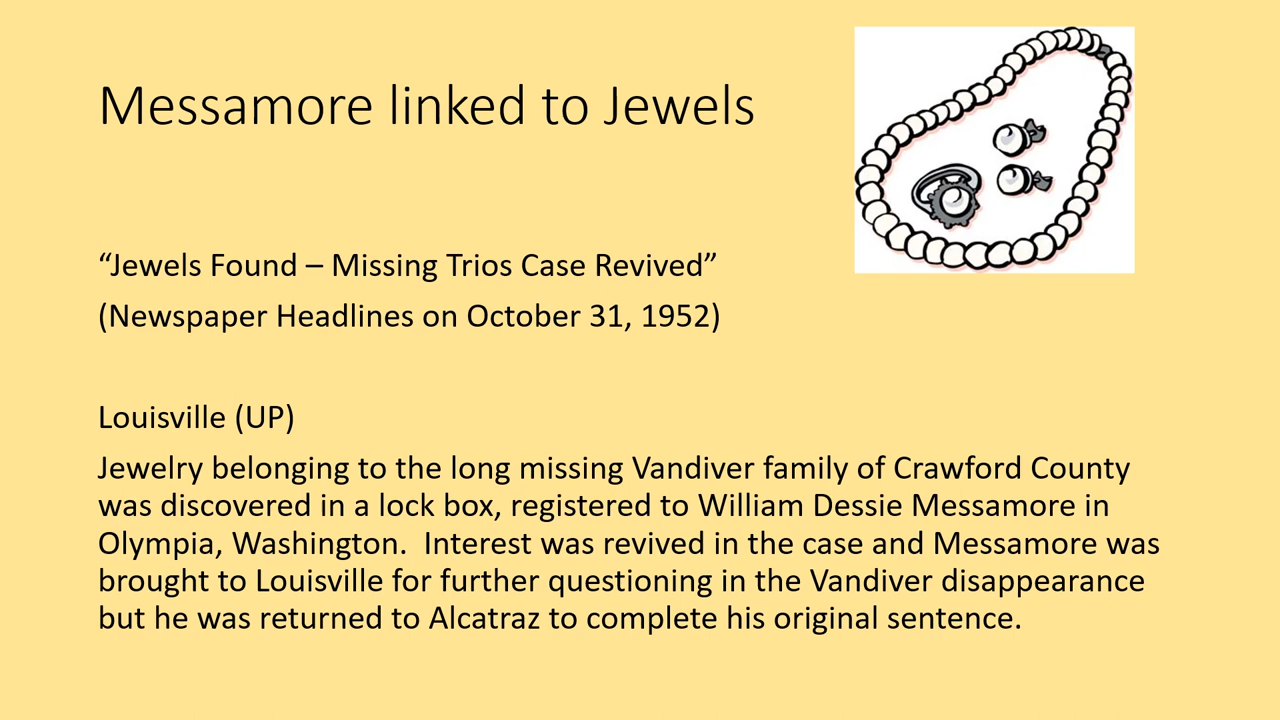 Messamore linked to Jewels
“Jewels Found – Missing Trios Case Revived”
(Newspaper Headlines on October 31, 1952)
Louisville (UP)
Jewelry belonging to the long missing Vandiver family of Crawford County
was discovered in a lock box, registered to William Dessie Messamore in
Olympia, Washington.  Interest was revived in the case and Messamore was
brought to Louisville for further questioning in the Vandiver disappearance
but he was returned to Alcatraz to complete his original sentence.